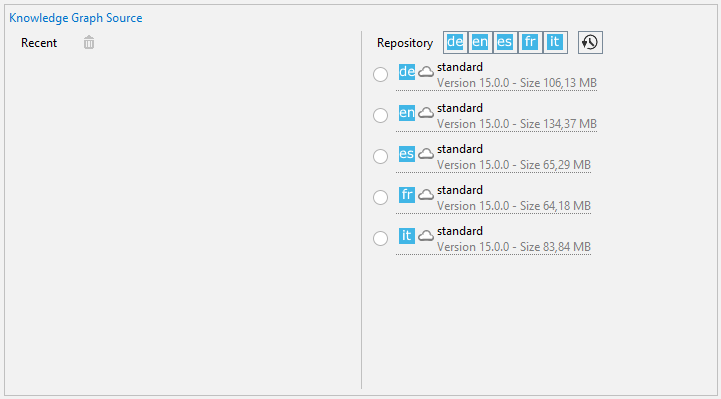 Knowledge Graph Source
Recent
Repository de en es fr it
de standard
Version 15.0.0 - Size 106,13 MB
en standard
Version 15.0.0 - Size 134,37 MB
es standard
Version 15.0.0 - Size 65,29 MB
fr standard
Version 15.0.0 - Size 64,18 MB
it standard
Version 15.0.0 - Size 83,84 MB